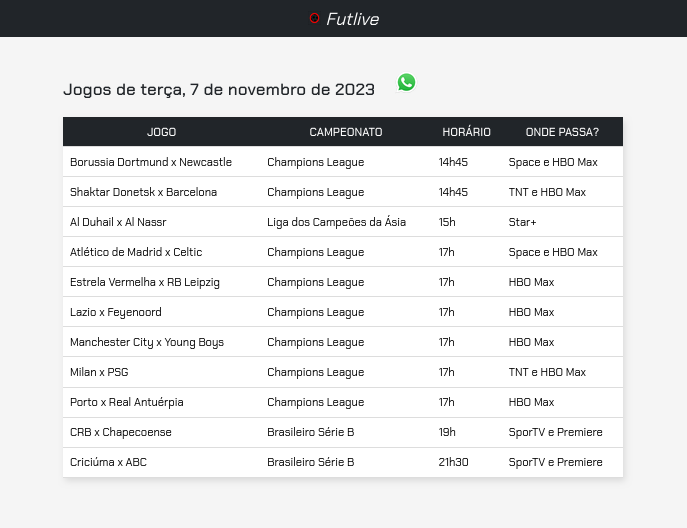 Futlive
Jogos de terça, 7 de novembro de 2023
JOGO CAMPEONATO HORÁRIO ONDE PASSA?
Borussia Dortmund x Newcastle Champions League 14h45 Space e HBO Max
Shaktar Donetsk x Barcelona Champions League 14h45 TNT e HBO Max
Al Duhail x Al Nassr Liga dos Campeões da Ásia 15h Star+
Atlético de Madrid x Celtic Champions League 17h Space e HBO Max
Estrela Vermelha x RB Leipzig Champions League 17h HBO Max
Lazio x Feyenoord Champions League 17h HBO Max
Manchester City x Young Boys Champions League 17h HBO Max
Milan x PSG Champions League 17h TNT e HBO Max
Porto x Real Antuérpia Champions League 17h HBO Max
CRB x Chapecoense Brasileiro Série B 19h SporTV e Premiere
Criciúma x ABC Brasileiro Série B 21h30 SporTV e Premiere